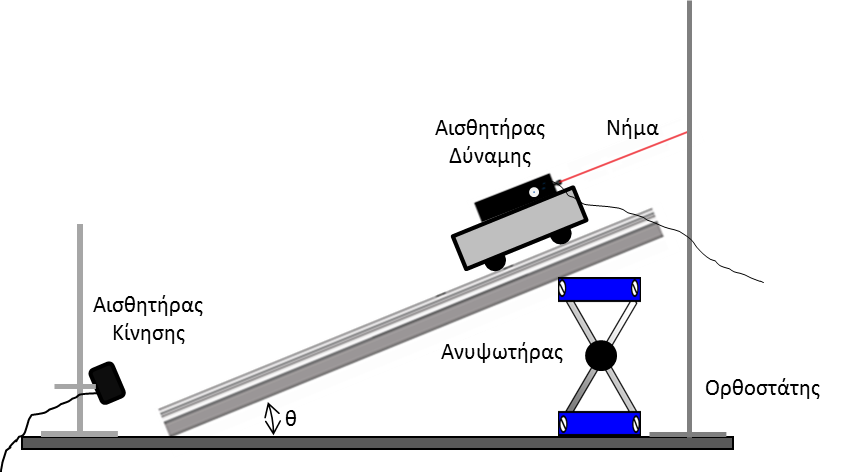 Αισθητήρας
Δύναμης
Νήμα
Αισθητήρας
Κίνησης
Ανυψωτήρας
Ορθοστάτης
θ